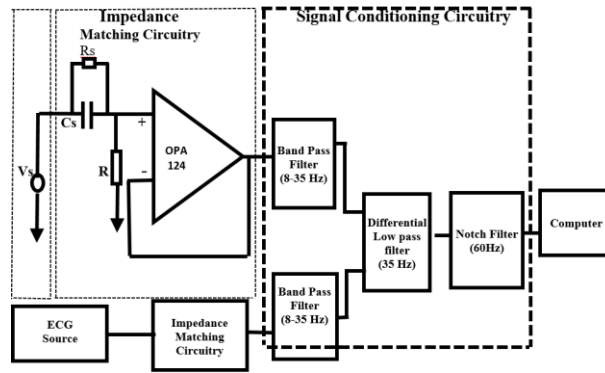 Impedance
Matching Circuitry
Signal Conditioning Circuitry
Rs
Cs
+
OPA
124
-
R
Vs
Band Pass
Filter
(8-35 Hz)
Differential
Low pass
filter
(35 Hz)
Notch Filter
(60Hz)
Computer
Band Pass
Filter
(8-35 Hz)
ECG
Source
Impedance
Matching
Circuitry